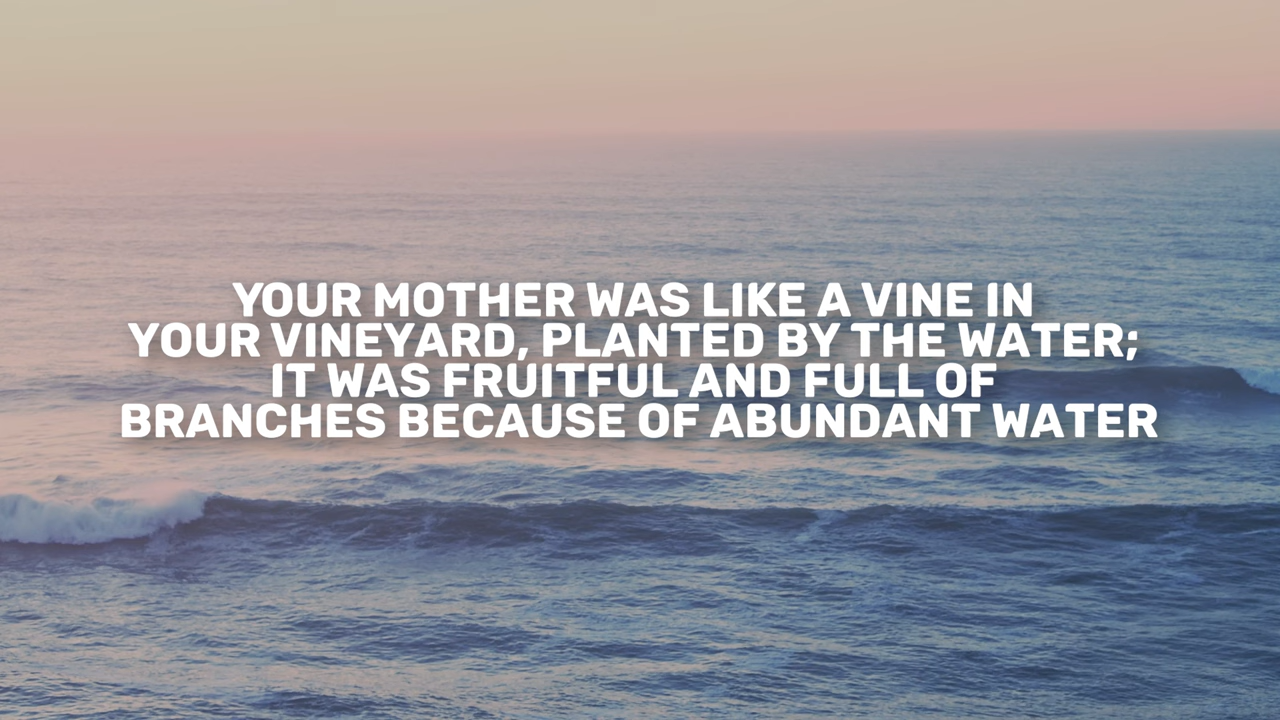 YOUR MOTHER WAS LIKE A VINE IN
YOUR VINEYARD, PLANTED BY THE WATER;
IT WAS FRUITFUL AND FULL OF
BRANCHES BECAUSE OF ABUNDANT WATER